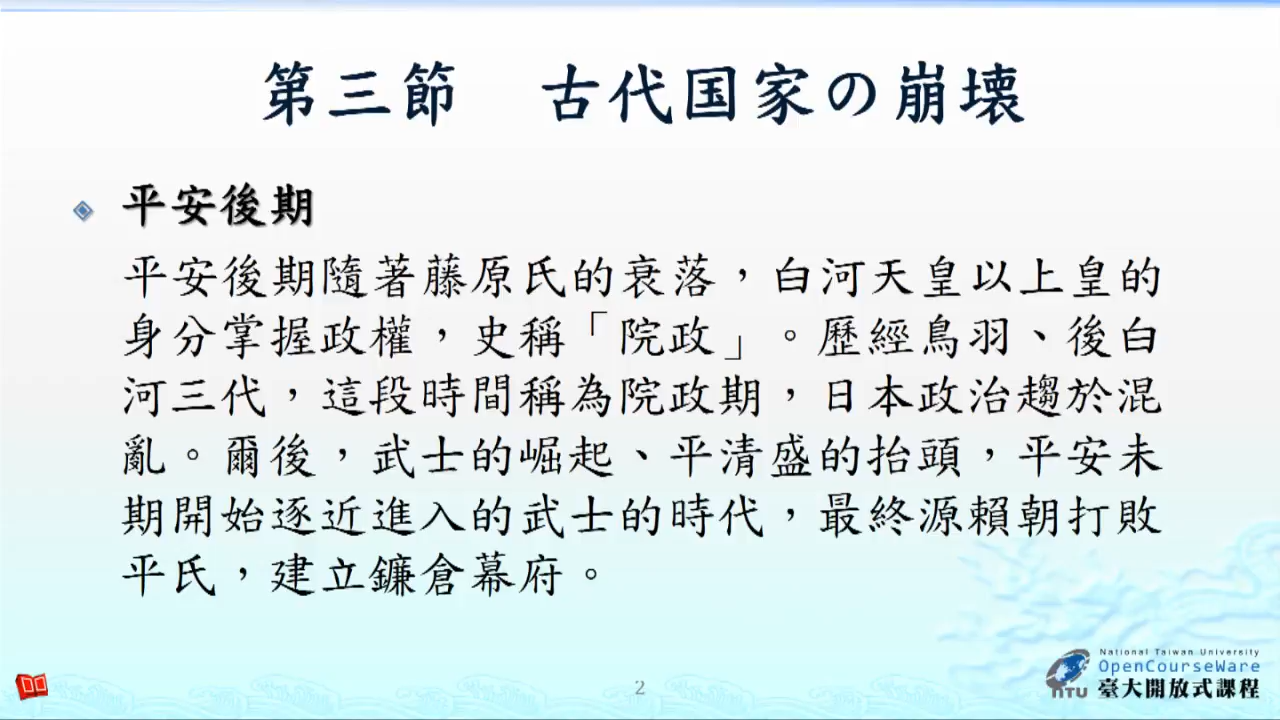 第三節　古代国家の崩壊
平安後期
平安後期隨著藤原氏的衰落，白河天皇以上皇的
身分掌握政權，史稱「院政」。歷經鳥羽、後白
河三代，這段時間稱為院政期，日本政治趨於混
亂。爾後，武士的崛起、平清盛的抬頭，平安未
期開始逐近進入的武士的時代，最終源賴朝打敗
平氏，建立鐮倉幕府。
2
National Taiwan University
OpenCourseWare
NTU 臺大開放式課程